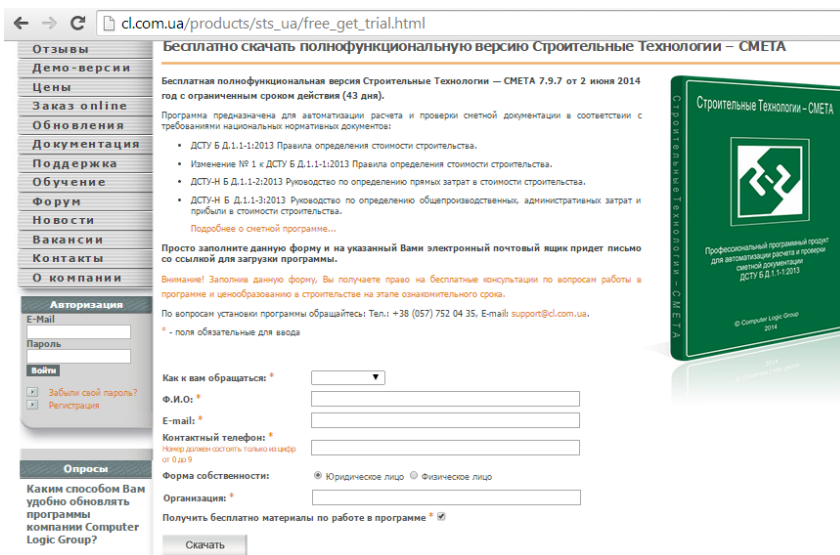 cl.com.ua/products/sts_ua/free_get_trial.html
Отзывы
Демо-версии
Цены
Заказ online
Обновления
Документация
Поддержка
Обучение
Форум
Новости
Вакансии
Контакты
О компании
Авторизация
E-Mail
Пароль
Войти
Забыли свой пароль?
Регистрация
Опросы
Каким способом Вам
удобно обновлять
программы
компании Computer
Logic Group?
Бесплатно скачать полнофункциональную версию Строительные Технологии – СМЕТА
Бесплатная полнофункциональная версия Строительные Технологии — СМЕТА 7.9.7 от 2 июня 2014
год с ограниченным сроком действия (43 дня).
Программа предназначена для автоматизации расчета и проверки сметной документации в соответствии с
требованиями национальных нормативных документов:
• ДСТУ Б Д.1.1-1:2013 Правила определения стоимости строительства.
• Изменение № 1 к ДСТУ Б Д.1.1-1:2013 Правила определения стоимости строительства.
• ДСТУ-Н Б Д.1.1-2:2013 Руководство по определению прямых затрат в стоимости строительства.
• ДСТУ-Н Б Д.1.1-3:2013 Руководство по определению общепроизводственных, административных затрат и
прибыли в стоимости строительства.
Подробнее о сметной программе...
Просто заполните данную форму и на указанный Вами электронный почтовый ящик придет письмо
со ссылкой для загрузки программы.
Внимание! Заполнив данную форму, Вы получаете право на бесплатные консультации по вопросам работы в
программе и ценообразованию в строительстве на этапе ознакомительного срока.
По вопросам установки программы обращайтесь: Тел.: +38 (057) 752 04 35, E-mail: support@cl.com.ua.
* - поля обязательные для ввода
Как к вам обращаться: *
Ф.И.О: *
E-mail: *
Контактный телефон: *
Номер должен состоять только из цифр
от 0 до 9
Форма собственности:
Юридическое лицо Физическое лицо
Организация: *
Получить бесплатно материалы по работе в программе *
Скачать
Строительные Технологии – СМЕТА
Строительные Технологии – СМЕТА
Профессиональный программный продукт
для автоматизации расчета и проверки
сметной документации
ДСТУ Б Д.1.1-1:2013
© Computer Logic Group
2014